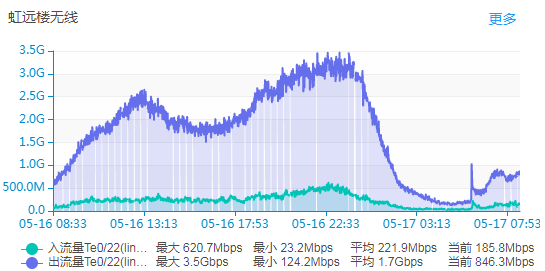 虹远楼无线
更多
3.5G
3.0G
2.5G
2.0G
1.5G
1.0G
500.0M
0.0
05-16 08:33 05-16 13:13 05-16 17:53 05-16 22:33 05-17 03:13 05-17 07:53
入流量Te0/22(lin... 最大 620.7Mbps 最小 23.2Mbps 平均 221.9Mbps 当前 185.8Mbps
出流量Te0/22(lin... 最大 3.5Gbps 最小 124.2Mbps 平均 1.7Gbps 当前 846.3Mbps